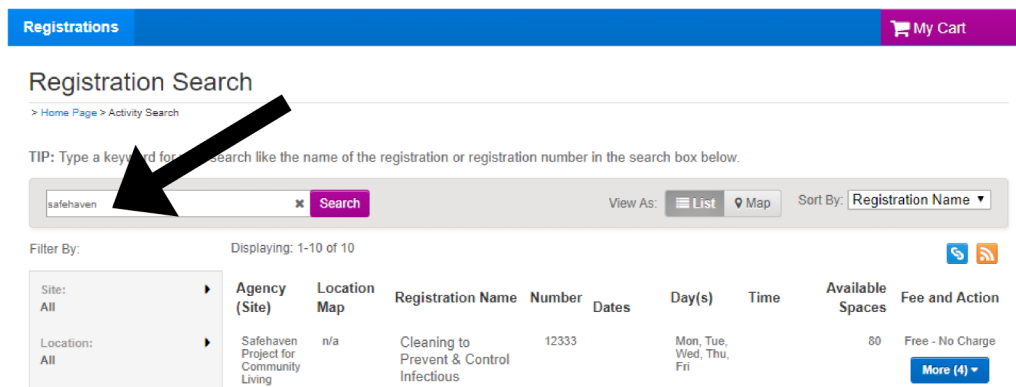 Registrations
My Cart
Registration Search
> Home Page > Activity Search
TIP: Type a keyword for search like the name of the registration or registration number in the search box below.
safehaven
Search
View As: List Map
Sort By: Registration Name
Filter By:
Displaying: 1-10 of 10
Site:
All
Location:
All
Agency (Site)
Location Map
Registration Name
Number
Dates
Day(s)
Time
Available Spaces
Fee and Action
Safehaven
Project for
Community
Living
n/a
Cleaning to
Prevent & Control
Infectious
12333
Mon, Tue,
Wed, Thu,
Fri
80
Free - No Charge
More (4)